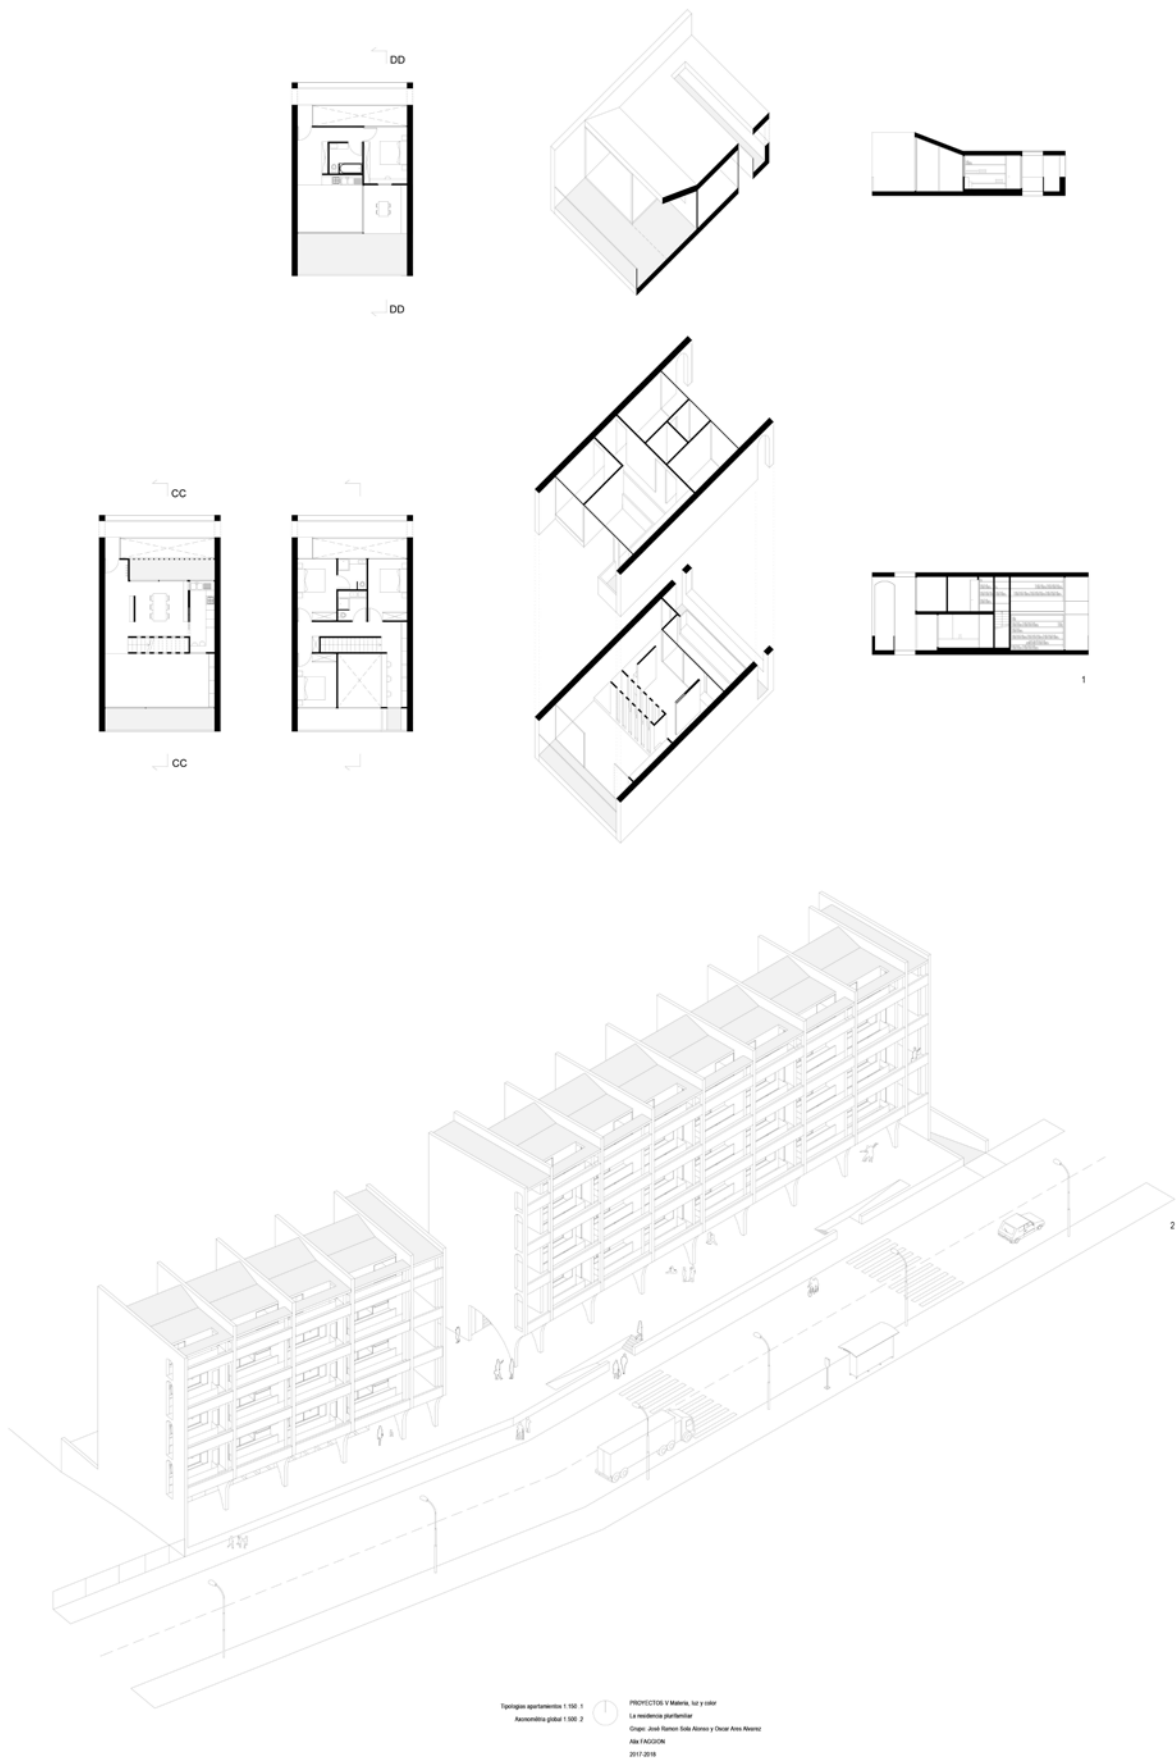 DD
DD
CC
CC
1
2
Tipologías apartamentos 1.150 .1
Axonométria global 1.500 .2
PROYECTOS V Materia, luz y color
La residencia plurifamiliar
Grupo: José Ramon Sola Alonso y Oscar Ares Alvarez
Alix FAGGION
2017-2018